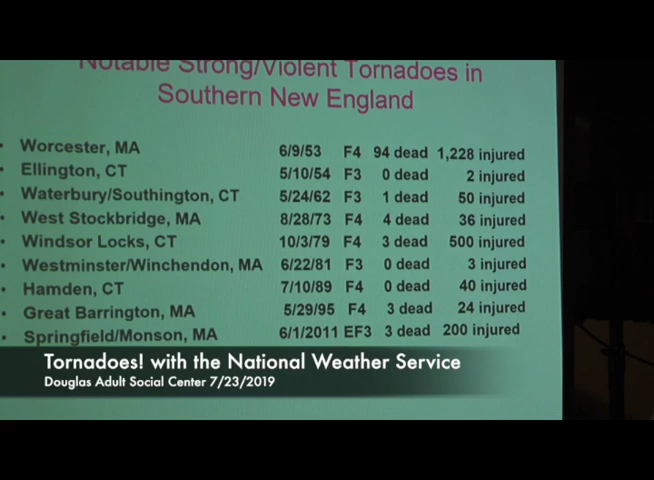 Notable Strong/Violent Tornadoes in
Southern New England
• Worcester, MA 6/9/53 F4 94 dead 1,228 injured
• Ellington, CT 5/10/54 F3 0 dead 2 injured
• Waterbury/Southington, CT 5/24/62 F3 1 dead 50 injured
• West Stockbridge, MA 8/28/73 F4 4 dead 36 injured
• Windsor Locks, CT 10/3/79 F4 3 dead 500 injured
• Westminster/Winchendon, MA 6/22/81 F3 0 dead 3 injured
• Hamden, CT 7/10/89 F4 0 dead 40 injured
• Great Barrington, MA 5/29/95 F4 3 dead 24 injured
• Springfield/Monson, MA 6/1/2011 EF3 3 dead 200 injured
Tornadoes! with the National Weather Service
Douglas Adult Social Center 7/23/2019